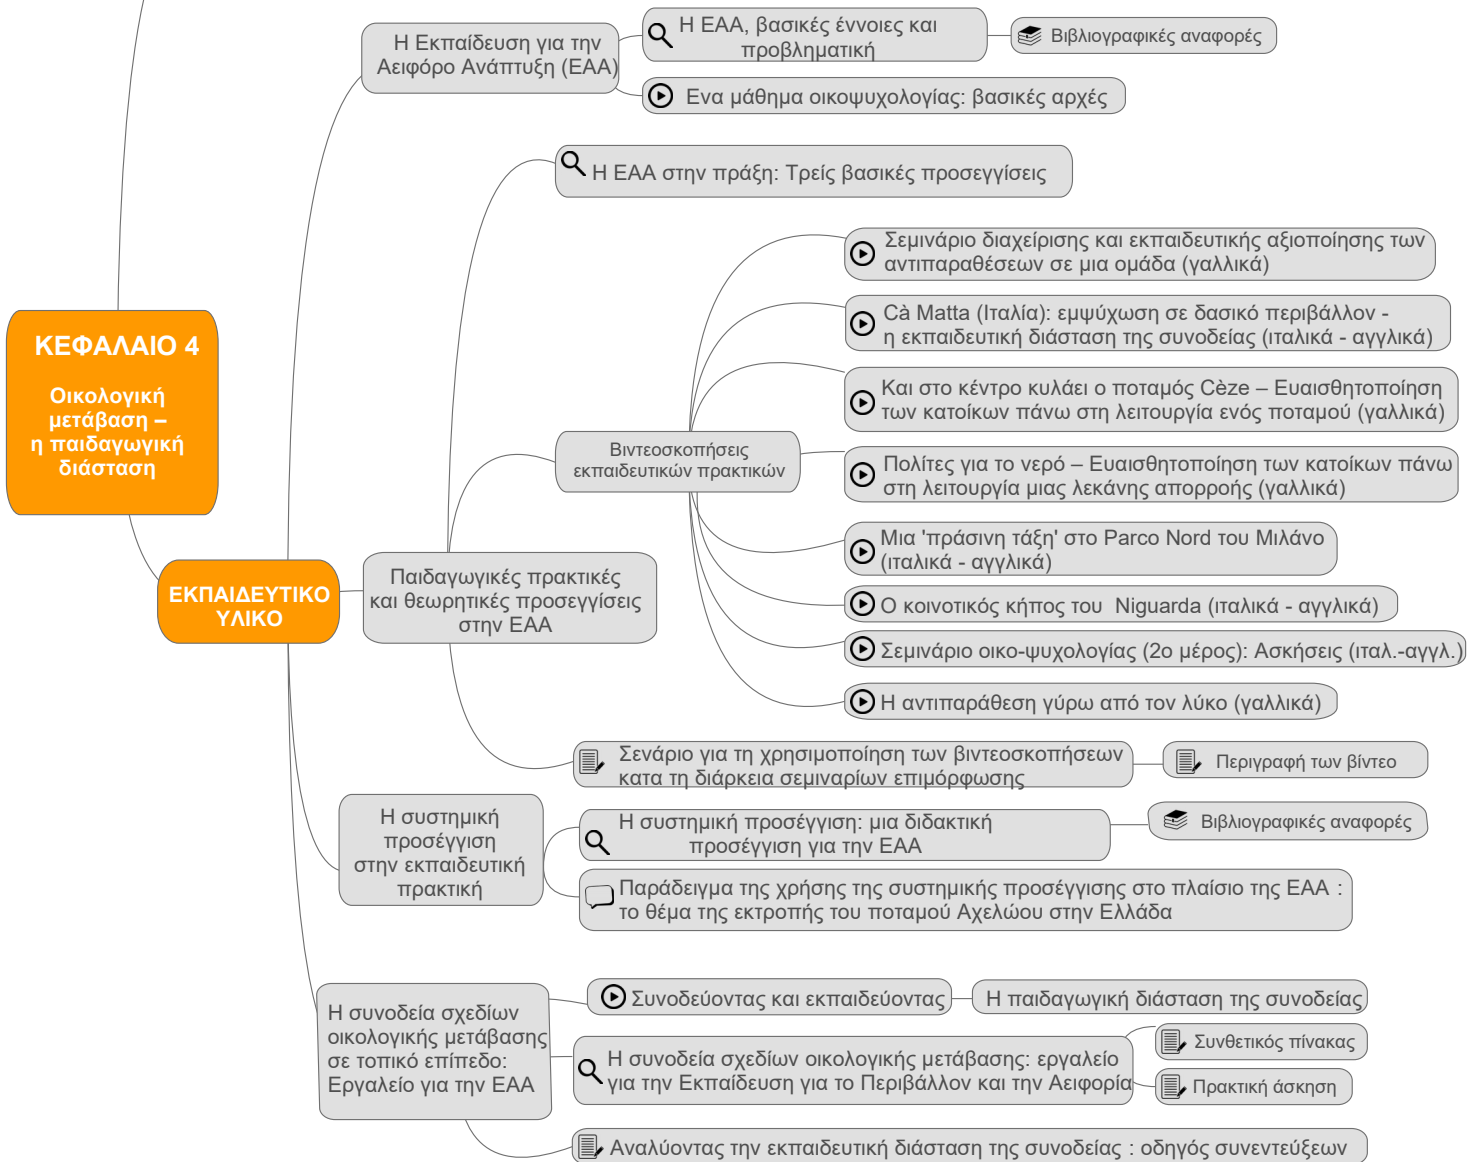 ΚΕΦΑΛΑΙΟ 4
Οικολογική
μετάβαση –
η παιδαγωγική
διάσταση
ΕΚΠΑΙΔΕΥΤΙΚΟ
ΥΛΙΚΟ
Η Εκπαίδευση για την
Αειφόρο Ανάπτυξη (ΕΑΑ)
Η ΕΑΑ, βασικές έννοιες και
προβληματική
Βιβλιογραφικές αναφορές
Ενα μάθημα οικοψυχολογίας: βασικές αρχές
Παιδαγωγικές πρακτικές
και θεωρητικές προσεγγίσεις
στην ΕΑΑ
Η ΕΑΑ στην πράξη: Τρείς βασικές προσεγγίσεις
Βιντεοσκοπήσεις
εκπαιδευτικών πρακτικών
Σεμινάριο διαχείρισης και εκπαιδευτικής αξιοποίησης των
αντιπαραθέσεων σε μια ομάδα (γαλλικά)
Cà Matta (Ιταλία): εμψύχωση σε δασικό περιβάλλον -
η εκπαιδευτική διάσταση της συνοδείας (ιταλικά - αγγλικά)
Και στο κέντρο κυλάει ο ποταμός Cèze – Ευαισθητοποίηση
των κατοίκων πάνω στη λειτουργία ενός ποταμού (γαλλικά)
Πολίτες για το νερό – Ευαισθητοποίηση των κατοίκων πάνω
στη λειτουργία μιας λεκάνης απορροής (γαλλικά)
Μια 'πράσινη τάξη' στο Parco Nord του Μιλάνο
(ιταλικά - αγγλικά)
Ο κοινοτικός κήπος του Niguarda (ιταλικά - αγγλικά)
Σεμινάριο οικο-ψυχολογίας (2ο μέρος): Ασκήσεις (ιταλ.-αγγλ.)
Η αντιπαράθεση γύρω από τον λύκο (γαλλικά)
Σενάριο για τη χρησιμοποίηση των βιντεοσκοπήσεων
κατα τη διάρκεια σεμιναρίων επιμόρφωσης
Περιγραφή των βίντεο
Η συστημική
προσέγγιση
στην εκπαιδευτική
πρακτική
Η συστημική προσέγγιση: μια διδακτική
προσέγγιση για την ΕΑΑ
Βιβλιογραφικές αναφορές
Παράδειγμα της χρήσης της συστημικής προσέγγισης στο πλαίσιο της ΕΑΑ :
το θέμα της εκτροπής του ποταμού Αχελώου στην Ελλάδα
Η συνοδεία σχεδίων
οικολογικής μετάβασης
σε τοπικό επίπεδο:
Εργαλείο για την ΕΑΑ
Συνοδεύοντας και εκπαιδεύοντας
Η παιδαγωγική διάσταση της συνοδείας
Η συνοδεία σχεδίων οικολογικής μετάβασης: εργαλείο
για την Εκπαίδευση για το Περιβάλλον και την Αειφορία
Συνθετικός πίνακας
Πρακτική άσκηση
Αναλύοντας την εκπαιδευτική διάσταση της συνοδείας : οδηγός συνεντεύξεων